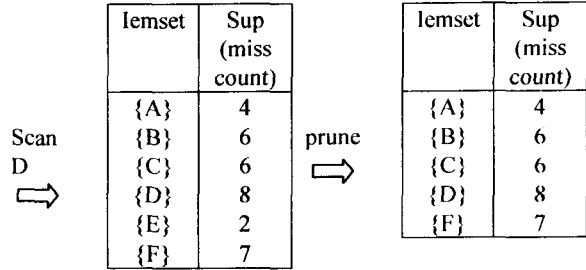 Iemset Sup
(miss
count)
{A} 4
{B} 6
{C} 6
{D} 8
{E} 2
{F} 7
Scan
D
prune
Iemset Sup
(miss
count)
{A} 4
{B} 6
{C} 6
{D} 8
{F} 7